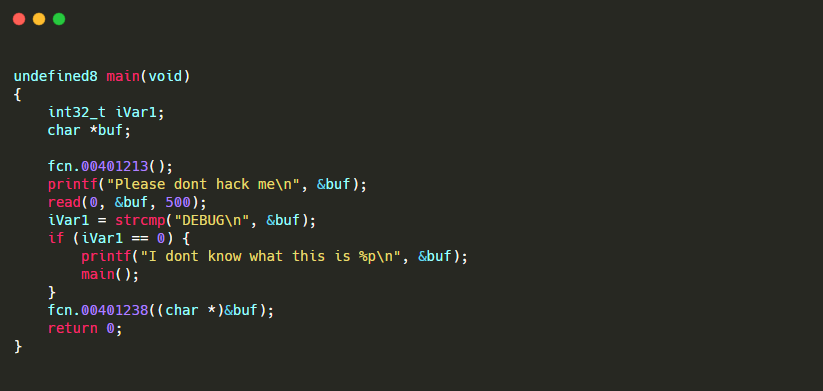 undefined8 main(void)
{
    int32_t iVar1;
    char *buf;
    fcn.00401213();
    printf("Please dont hack me\n", &buf);
    read(0, &buf, 500);
    iVar1 = strcmp("DEBUG\n", &buf);
    if (iVar1 == 0) {
        printf("I dont know what this is %p\n", &buf);
        main();
    }
    fcn.00401238((char *)&buf);
    return 0;
}